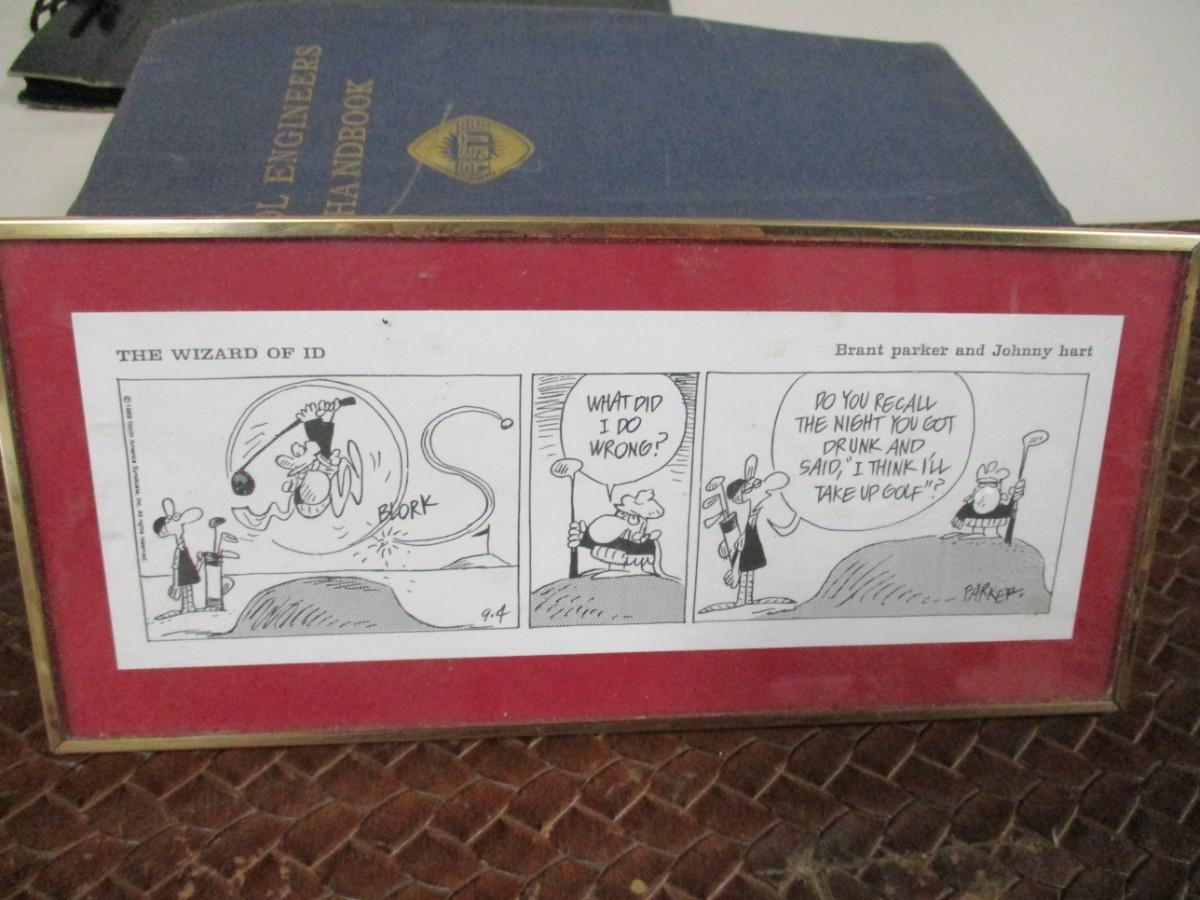 ENGINEERS
HANDBOOK
ASTE
THE WIZARD OF ID
Brant parker and Johnny hart
BLORK
9.4
WHAT DID
I DO
WRONG?
DO YOU RECALL
THE NIGHT YOU GOT
DRUNK AND
SAID, "I THINK I'LL
TAKE UP GOLF"?
PARKER.